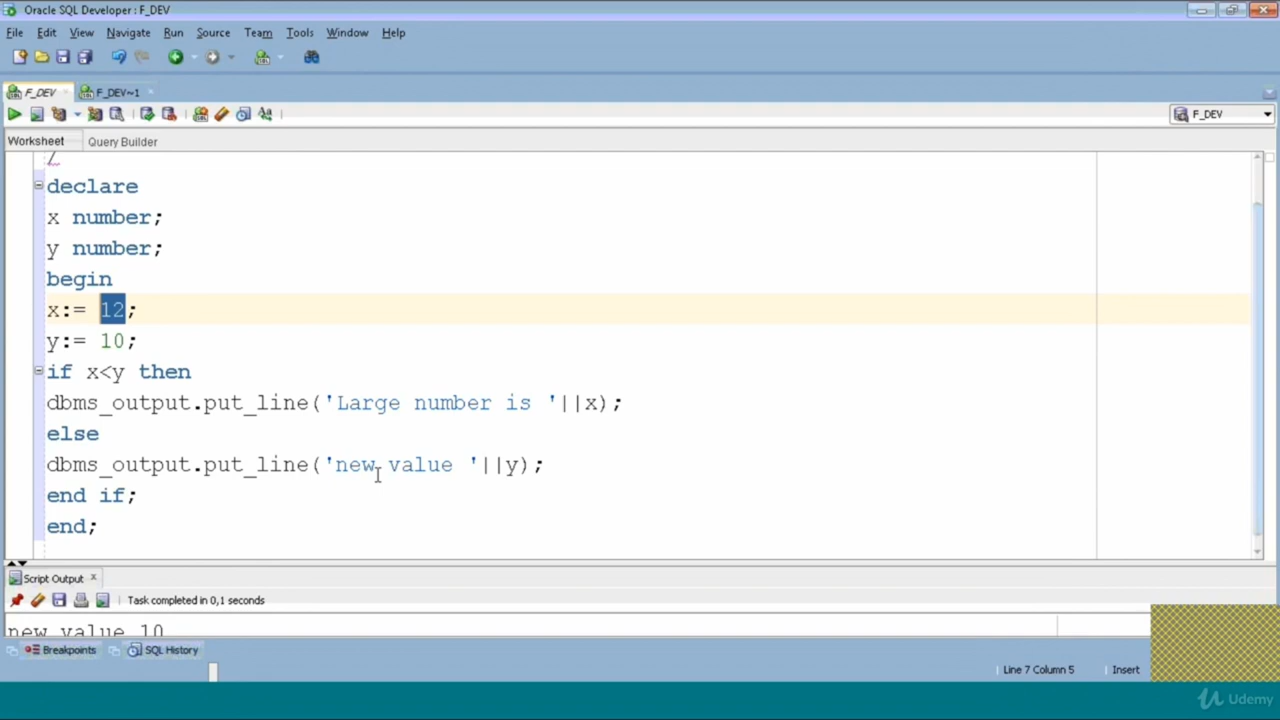 Oracle SQL Developer : F_DEV
File Edit View Navigate Run Source Team Tools Window Help
F_DEV F_DEV~1
F_DEV
Worksheet Query Builder
/
declare
x number;
y number;
begin
x:= 12;
y:= 10;
if x<y then
dbms_output.put_line('Large number is '||x);
else
dbms_output.put_line('new value '||y);
end if;
end;
Script Output
Task completed in 0,1 seconds
new value 10
Breakpoints SQL History
Line 7 Column 5 Insert
Udemy